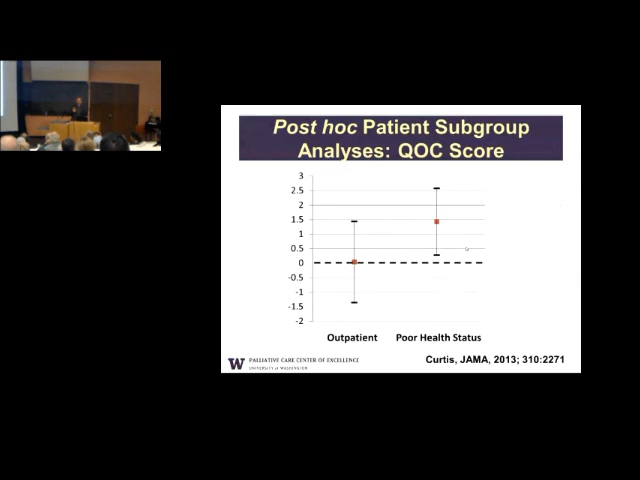 Post hoc Patient Subgroup
Analyses: QOC Score
3
2.5
2
1.5
1
0.5
0
-0.5
-1
-1.5
-2
Outpatient Poor Health Status
W PALLIATIVE CARE CENTER OF EXCELLENCE
UNIVERSITY of WASHINGTON
Curtis, JAMA, 2013; 310:2271